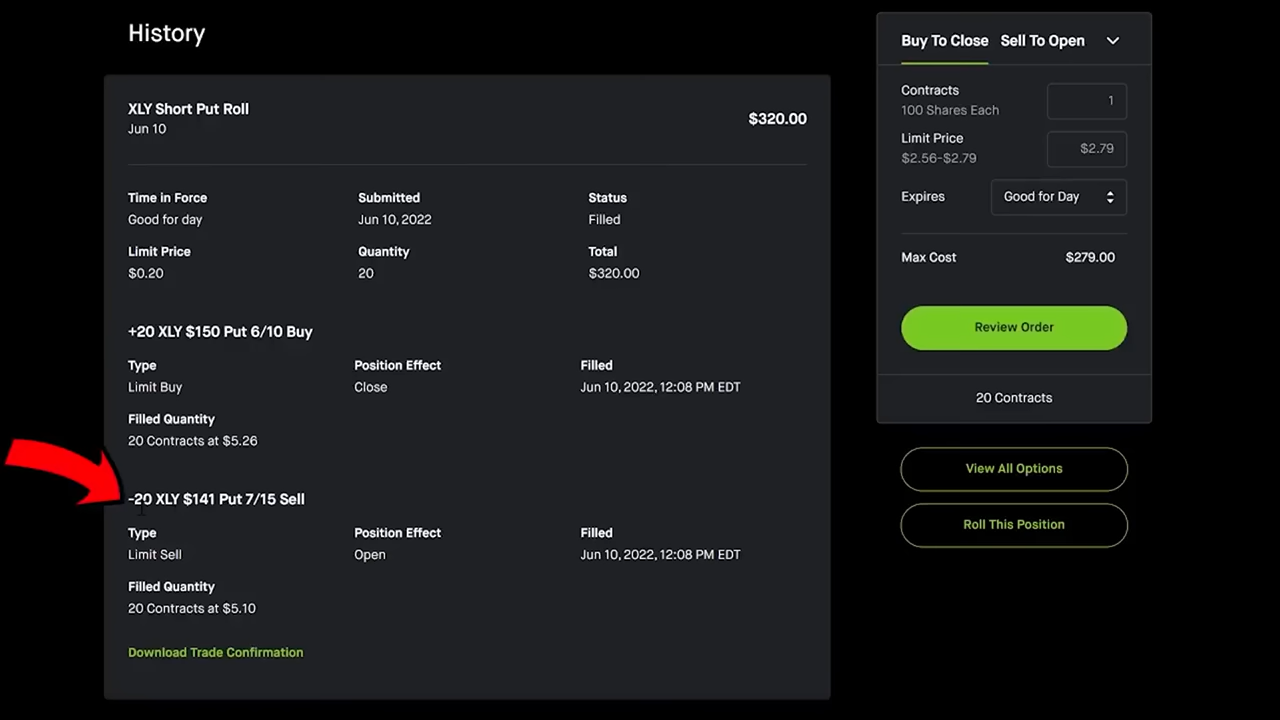 History
XLY Short Put Roll
Jun 10
$320.00
Time in Force
Good for day
Submitted
Jun 10, 2022
Status
Filled
Limit Price
$0.20
Quantity
20
Total
$320.00
+20 XLY $150 Put 6/10 Buy
Type
Limit Buy
Position Effect
Close
Filled
Jun 10, 2022, 12:08 PM EDT
Filled Quantity
20 Contracts at $5.26
-20 XLY $141 Put 7/15 Sell
Type
Limit Sell
Position Effect
Open
Filled
Jun 10, 2022, 12:08 PM EDT
Filled Quantity
20 Contracts at $5.10
Download Trade Confirmation
Buy To Close Sell To Open
Contracts
100 Shares Each
1
Limit Price
$2.56-$2.79
$2.79
Expires
Good for Day
Max Cost
$279.00
Review Order
20 Contracts
View All Options
Roll This Position